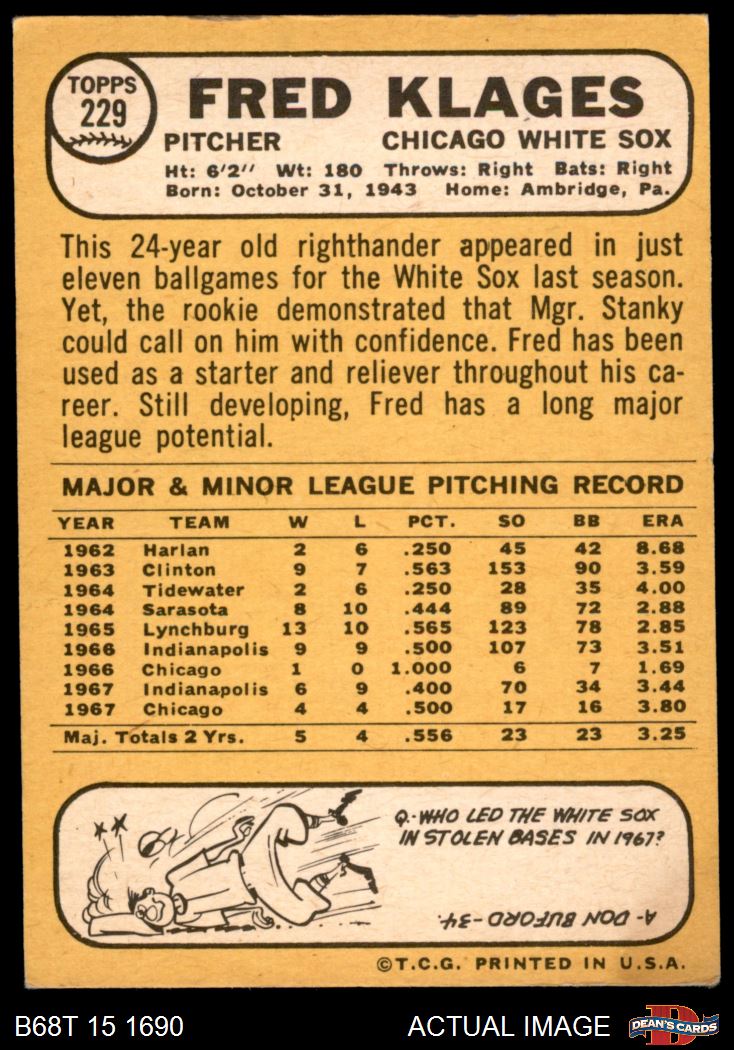 TOPPS
229
FRED KLAGES
PITCHER CHICAGO WHITE SOX
Ht: 6'2" Wt: 180 Throws: Right Bats: Right
Born: October 31, 1943 Home: Ambridge, Pa.
This 24-year old righthander appeared in just
eleven ballgames for the White Sox last season.
Yet, the rookie demonstrated that Mgr. Stanky
could call on him with confidence. Fred has been
used as a starter and reliever throughout his ca-
reer. Still developing, Fred has a long major
league potential.
MAJOR & MINOR LEAGUE PITCHING RECORD
YEAR TEAM W L PCT. SO BB ERA
1962 Harlan 2 6 .250 45 42 8.68
1963 Clinton 9 7 .563 153 90 3.59
1964 Tidewater 2 6 .250 28 35 4.00
1964 Sarasota 8 10 .444 89 72 2.88
1965 Lynchburg 13 10 .565 123 78 2.85
1966 Indianapolis 9 9 .500 107 73 3.51
1966 Chicago 1 0 1.000 6 7 1.69
1967 Indianapolis 6 9 .400 70 34 3.44
1967 Chicago 4 4 .500 17 16 3.80
Maj. Totals 2 Yrs. 5 4 .556 23 23 3.25
Q.-WHO LED THE WHITE SOX
IN STOLEN BASES IN 1967?
A- DON BUFORD-34.
©T.C.G. PRINTED IN U.S.A.
B68T 15 1690 ACTUAL IMAGE DEAN'S CARDS